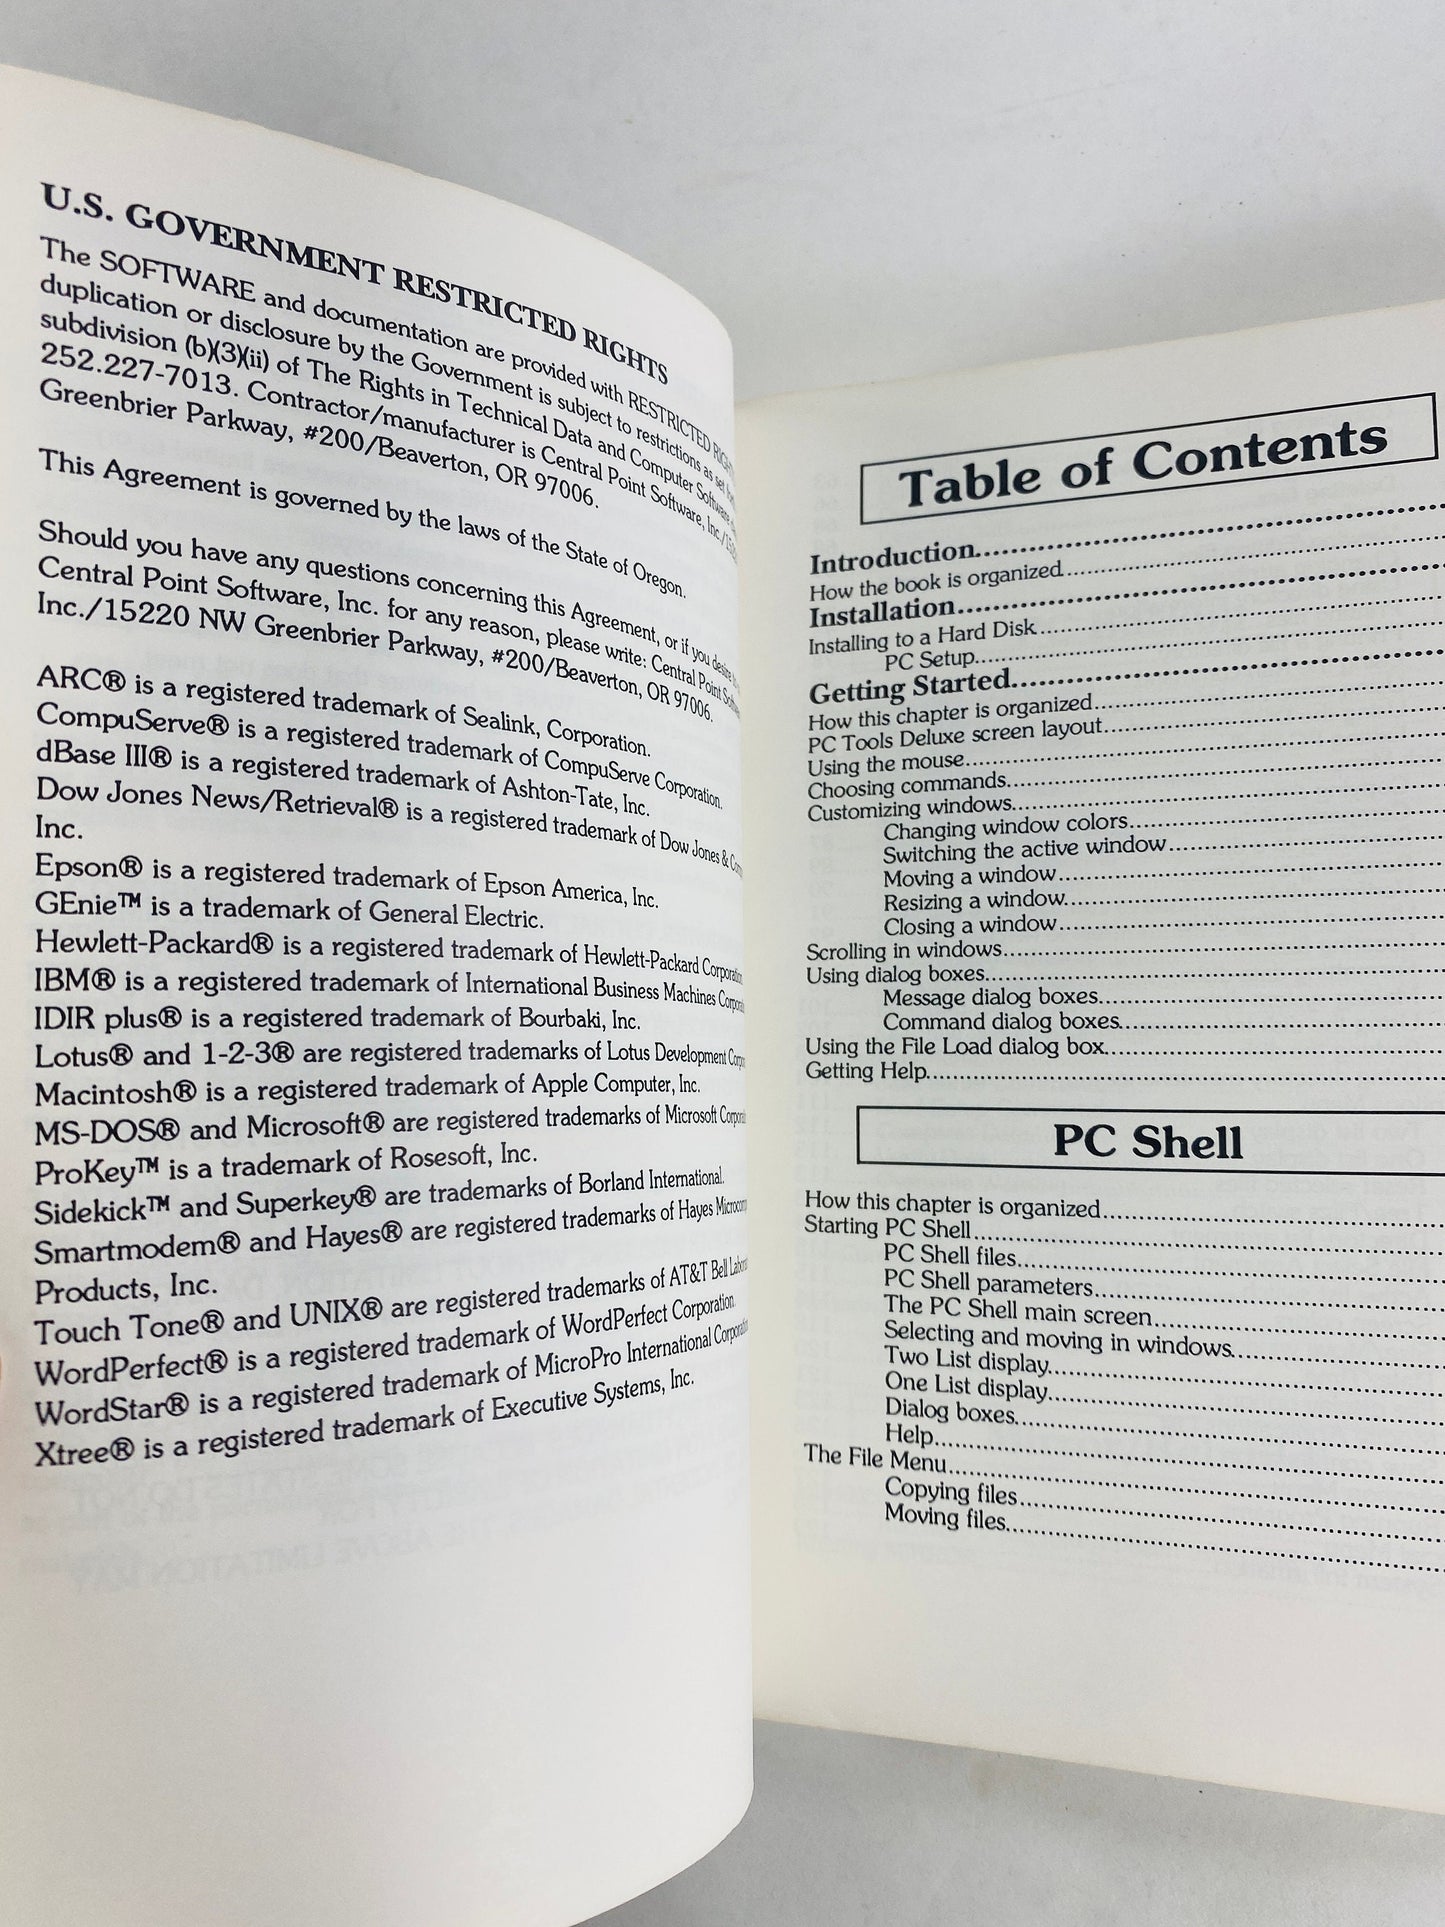 U.S. GOVERNMENT RESTRICTED RIGHTS
The SOFTWARE and documentation are provided with RESTRICTED
duplication or disclosure by the Government is subject to restrictions as set
subdivision (b)(3)(ii) of The Rights in Technical Data and Computer Software
252.227-7013. Contractor/manufacturer is Central Point Software, Inc./
Greenbrier Parkway, #200/Beaverton, OR 97006.
This Agreement is governed by the laws of the State of Oregon.
Should you have any questions concerning this Agreement, or if you desire
Central Point Software, Inc. for any reason, please write: Central Point
Inc./15220 NW Greenbrier Parkway, #200/Beaverton, OR 97006.
ARC® is a registered trademark of Sealink, Corporation.
CompuServe® is a registered trademark of CompuServe Corporation.
dBase III® is a registered trademark of Ashton-Tate, Inc.
Dow Jones News/Retrieval® is a registered trademark of Dow Jones &
Inc.
Epson® is a registered trademark of Epson America, Inc.
GEnie™ is a trademark of General Electric.
Hewlett-Packard® is a registered trademark of Hewlett-Packard
IBM® is a registered trademark of International Business Machines
IDIR plus® is a registered trademark of Bourbaki, Inc.
Lotus® and 1-2-3® are registered trademarks of Lotus Development
Macintosh® is a registered trademark of Apple Computer, Inc.
MS-DOS® and Microsoft® are registered trademarks of Microsoft
ProKey™ is a trademark of Rosesoft, Inc.
Sidekick™ and Superkey® are trademarks of Borland International.
Smartmodem® and Hayes® are registered trademarks of Hayes
Products, Inc.
Touch Tone® and UNIX® are registered trademarks of AT&T Bell
WordPerfect® is a registered trademark of WordPerfect Corporation.
WordStar® is a registered trademark of MicroPro International
Xtree® is a registered trademark of Executive Systems, Inc.
Table of Contents
Introduction
How the book is organized
Installation
Installing to a Hard Disk
PC Setup
Getting Started
How this chapter is organized
PC Tools Deluxe screen layout
Using the mouse
Choosing commands
Customizing windows
Changing window colors
Switching the active window
Moving a window
Resizing a window
Closing a window
Scrolling in windows
Using dialog boxes
Message dialog boxes
Command dialog boxes
Using the File Load dialog box
Getting Help
PC Shell
How this chapter is organized
Starting PC Shell
PC Shell files
PC Shell parameters
The PC Shell main screen
Selecting and moving in windows
Two List display
One List display
Dialog boxes
Help
The File Menu
Copying files
Moving files